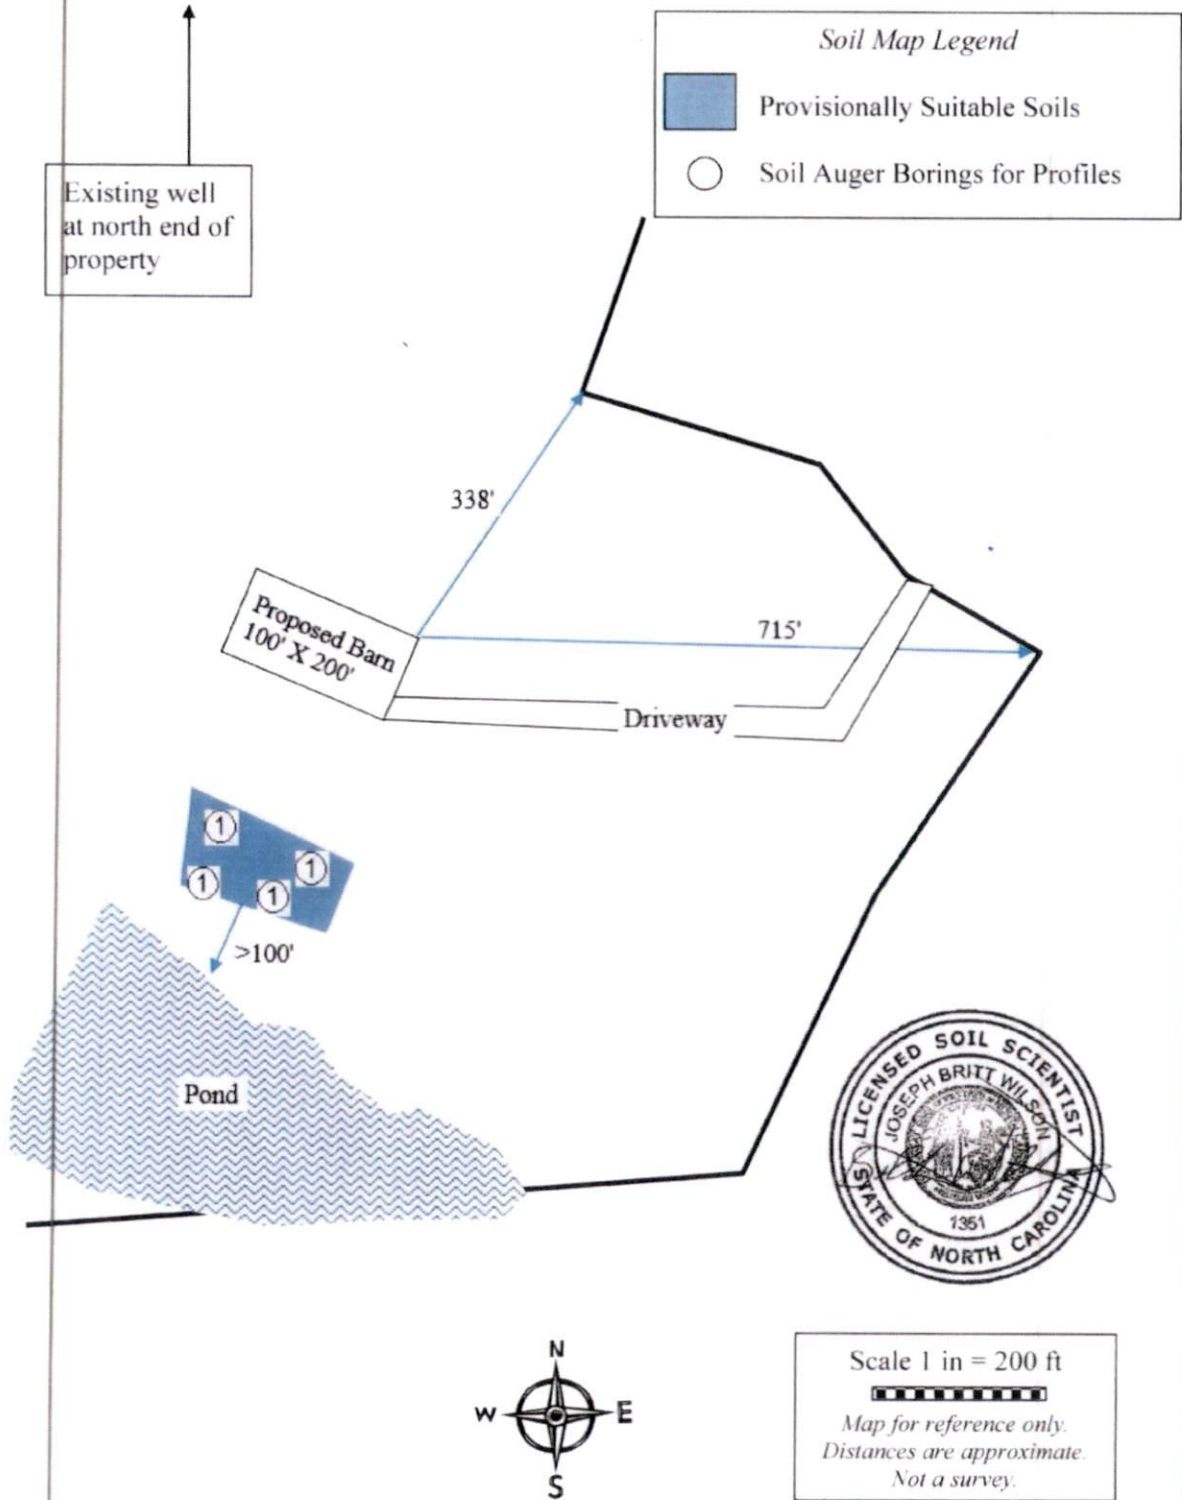 Soil Map Legend
Provisionally Suitable Soils
Soil Auger Borings for Profiles
Existing well
at north end of
property
338'
Proposed Barn
100' X 200'
715'
Driveway
1
1
1
1
>100'
Pond
LICENSED SOIL SCIENTIST
JOSEPH BRITT WILSON
1351
STATE OF NORTH CAROLINA
N
W
E
S
Scale 1 in = 200 ft
Map for reference only.
Distances are approximate.
Not a survey.